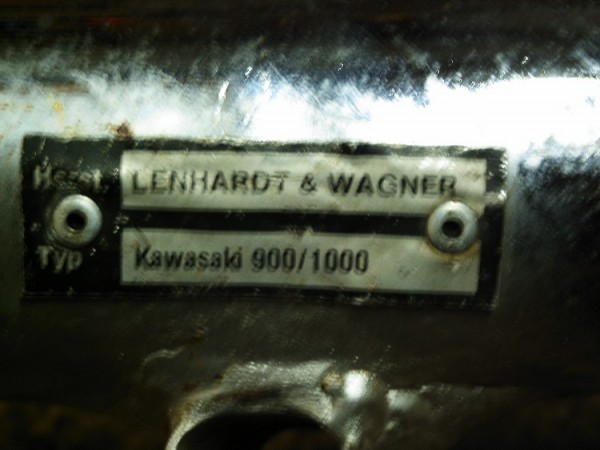 Herst. LENHARDT & WAGNER
Typ Kawasaki 900/1000